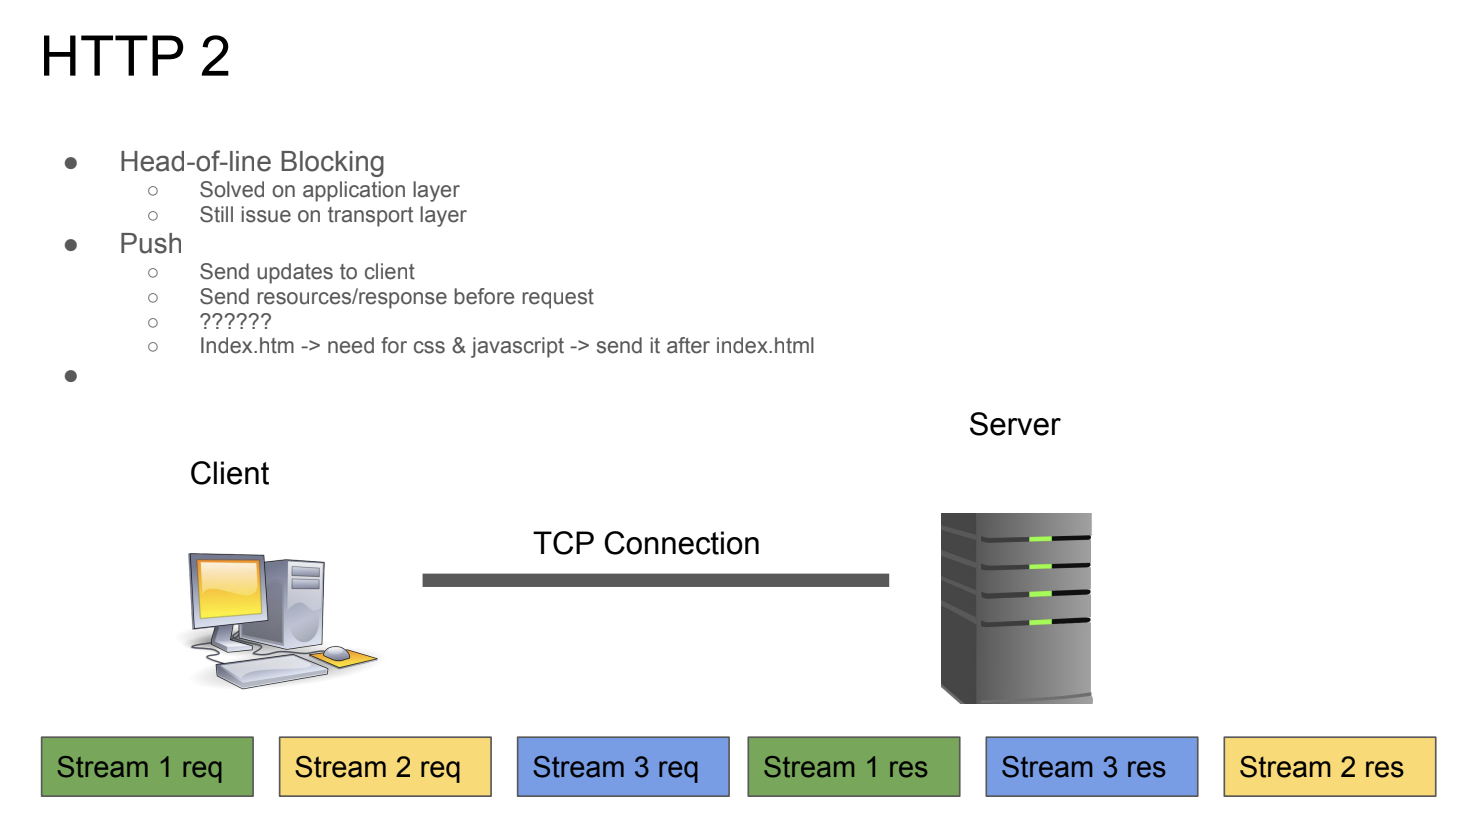 HTTP 2
● Head-of-line Blocking
○ Solved on application layer
○ Still issue on transport layer
● Push
○ Send updates to client
○ Send resources/response before request
○ ??????
○ Index.htm -> need for css & javascript -> send it after index.html
●
Server
Client
TCP Connection
Stream 1 req
Stream 2 req
Stream 3 req
Stream 1 res
Stream 3 res
Stream 2 res